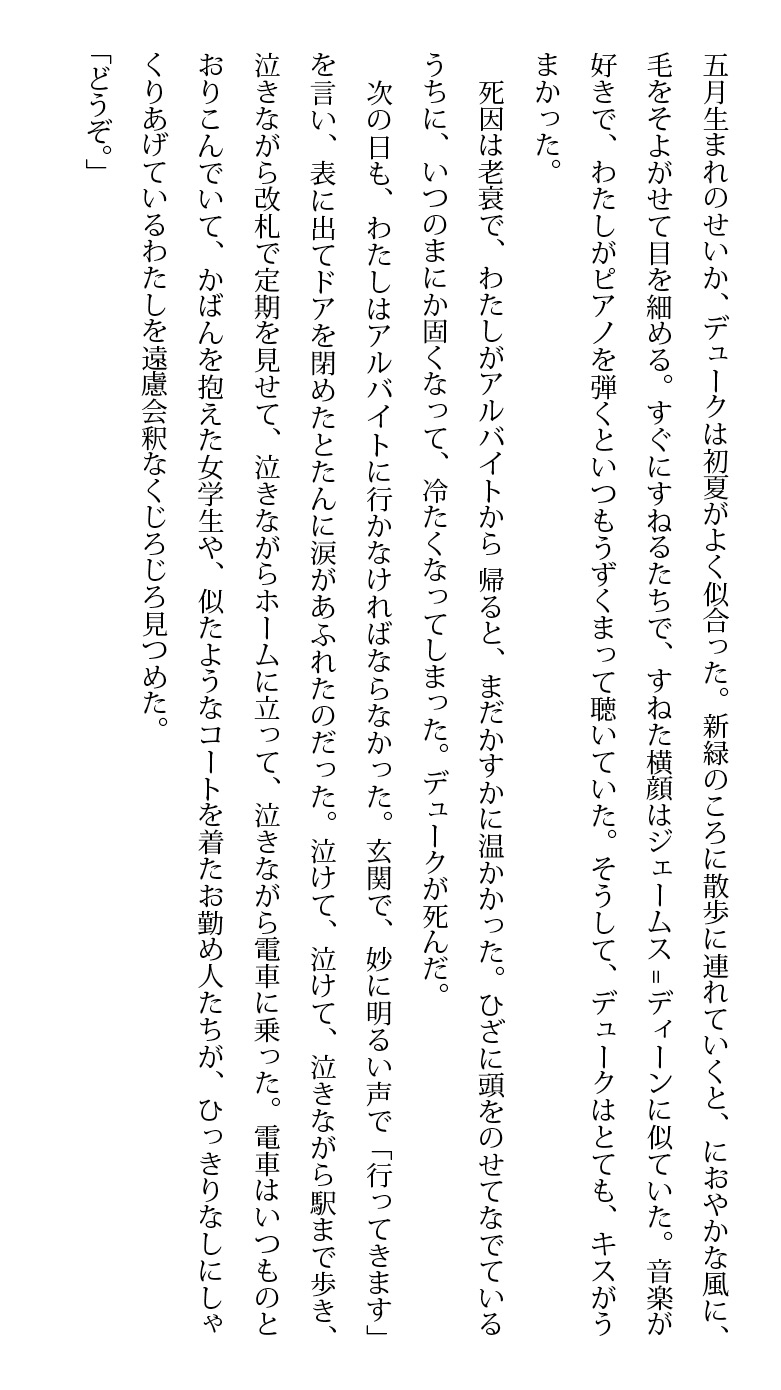 五月生まれのせいか、デュークは初夏がよく似合った。新緑のころに散歩に連れていくと、におやかな風に、
毛をそよがせて目を細める。すぐにすねるたちで、すねた横顔はジェームス＝ディーンに似ていた。音楽が
好きで、わたしがピアノを弾くといつもうずくまって聴いていた。そうして、デュークはとても、キスがう
まかった。
　死因は老衰で、わたしがアルバイトから 帰ると、まだかすかに温かかった。ひざに頭をのせてなでている
うちに、いつのまにか固くなって、冷たくなってしまった。デュークが死んだ。
　次の日も、わたしはアルバイトに行かなければならなかった。玄関で、妙に明るい声で「行ってきます」
を言い、表に出てドアを閉めたとたんに涙があふれたのだった。泣けて、泣けて、泣きながら駅まで歩き、
泣きながら改札で定期を見せて、泣きながらホームに立って、泣きながら電車に乗った。電車はいつものと
おりこんでいて、かばんを抱えた女学生や、似たようなコートを着たお勤め人たちが、ひっきりなしにしゃ
くりあげているわたしを遠慮会釈なくじろじろ見つめた。
「どうぞ。」